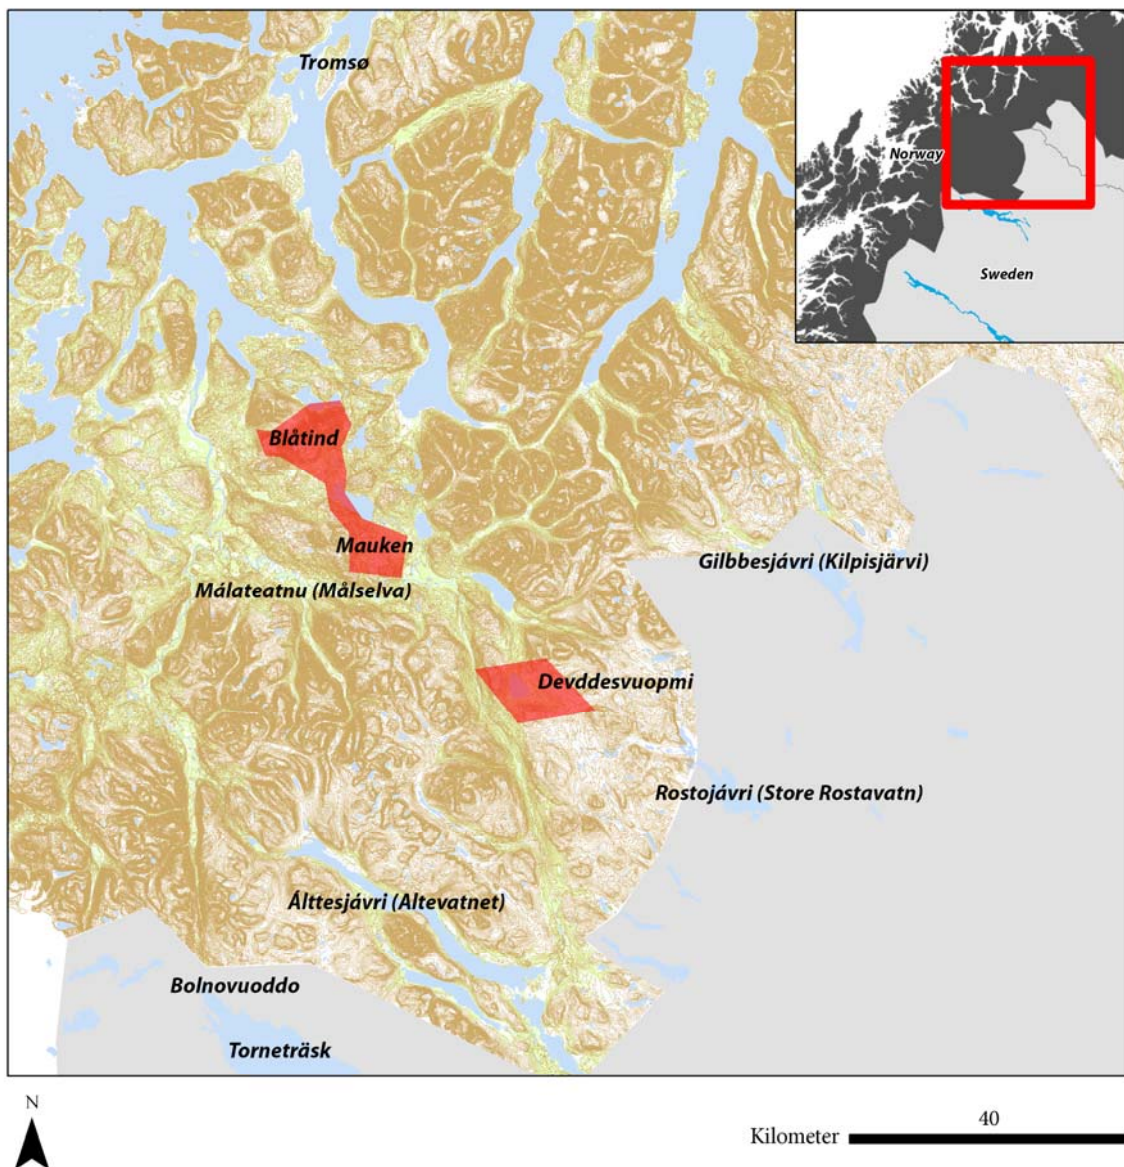 Tromsø
Norway
Sweden
Blåtind
Mauken
Gilbbesjávri (Kilpisjärvi)
Málateatnu (Målselva)
Devddesvuopmi
Rostojávri (Store Rostavatn)
Álttesjávri (Altevatnet)
Bolnovuoddo
Torneträsk
N
40
Kilometer